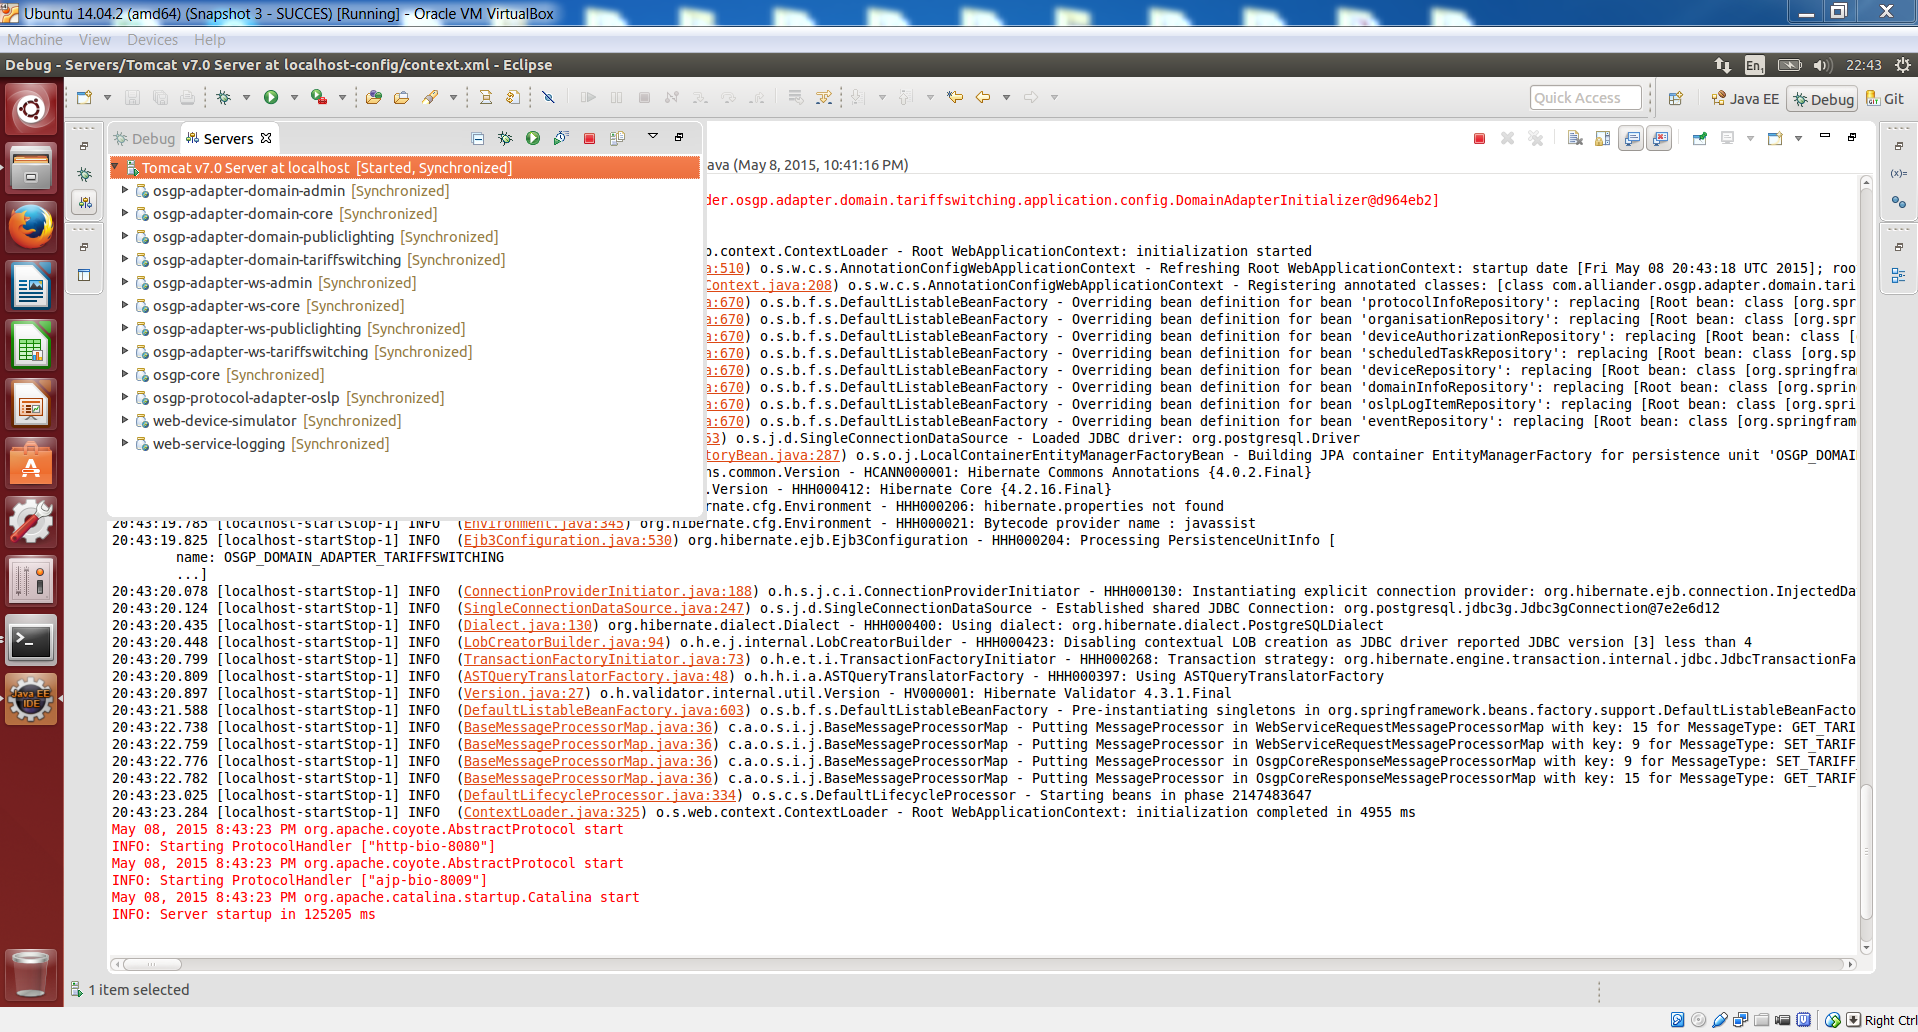 Ubuntu 14.04.2 (amd64) (Snapshot 3 - SUCCES) [Running] - Oracle VM VirtualBox
Machine View Devices Help
Debug - Servers/Tomcat v7.0 Server at localhost-config/context.xml - Eclipse
En1 22:43
Quick Access Java EE Debug Git
Debug Servers
ava (May 8, 2015, 10:41:16 PM)
Tomcat v7.0 Server at localhost [Started, Synchronized]
osgp-adapter-domain-admin [Synchronized]
osgp-adapter-domain-core [Synchronized]
osgp-adapter-domain-publiclighting [Synchronized]
osgp-adapter-domain-tariffswitching [Synchronized]
osgp-adapter-ws-admin [Synchronized]
osgp-adapter-ws-core [Synchronized]
osgp-adapter-ws-publiclighting [Synchronized]
osgp-adapter-ws-tariffswitching [Synchronized]
osgp-core [Synchronized]
osgp-protocol-adapter-oslp [Synchronized]
web-device-simulator [Synchronized]
web-service-logging [Synchronized]
der.osgp.adapter.domain.tariffswitching.application.config.DomainAdapterInitializer@d964eb2]
b.context.ContextLoader - Root WebApplicationContext: initialization started
a:510) o.s.w.c.s.AnnotationConfigWebApplicationContext - Refreshing Root WebApplicationContext: startup date [Fri May 08 20:43:18 UTC 2015]; roo
Context.java:208) o.s.w.c.s.AnnotationConfigWebApplicationContext - Registering annotated classes: [class com.alliander.osgp.adapter.domain.tari
a:670) o.s.b.f.s.DefaultListableBeanFactory - Overriding bean definition for bean 'protocolInfoRepository': replacing [Root bean: class [org.spr
a:670) o.s.b.f.s.DefaultListableBeanFactory - Overriding bean definition for bean 'organisationRepository': replacing [Root bean: class [org.spr
a:670) o.s.b.f.s.DefaultListableBeanFactory - Overriding bean definition for bean 'deviceAuthorizationRepository': replacing [Root bean: class [
a:670) o.s.b.f.s.DefaultListableBeanFactory - Overriding bean definition for bean 'scheduledTaskRepository': replacing [Root bean: class [org.sp
a:670) o.s.b.f.s.DefaultListableBeanFactory - Overriding bean definition for bean 'deviceRepository': replacing [Root bean: class [org.springfra
a:670) o.s.b.f.s.DefaultListableBeanFactory - Overriding bean definition for bean 'domainInfoRepository': replacing [Root bean: class [org.sprin
a:670) o.s.b.f.s.DefaultListableBeanFactory - Overriding bean definition for bean 'oslpLogItemRepository': replacing [Root bean: class [org.spri
a:670) o.s.b.f.s.DefaultListableBeanFactory - Overriding bean definition for bean 'eventRepository': replacing [Root bean: class [org.springfram
53) o.s.j.d.SingleConnectionDataSource - Loaded JDBC driver: org.postgresql.Driver
toryBean.java:287) o.s.o.j.LocalContainerEntityManagerFactoryBean - Building JPA container EntityManagerFactory for persistence unit 'OSGP_DOMAI
ns.common.Version - HCANN000001: Hibernate Commons Annotations {4.0.2.Final}
.Version - HHH000412: Hibernate Core {4.2.16.Final}
rnate.cfg.Environment - HHH000206: hibernate.properties not found
20:43:19.785 [localhost-startStop-1] INFO (Environment.java:345) org.hibernate.cfg.Environment - HHH000021: Bytecode provider name : javassist
20:43:19.825 [localhost-startStop-1] INFO (Ejb3Configuration.java:530) org.hibernate.ejb.Ejb3Configuration - HHH000204: Processing PersistenceUnitInfo [
name: OSGP_DOMAIN_ADAPTER_TARIFFSWITCHING
...]
20:43:20.078 [localhost-startStop-1] INFO (ConnectionProviderInitiator.java:188) o.h.s.j.c.i.ConnectionProviderInitiator - HHH000130: Instantiating explicit connection provider: org.hibernate.ejb.connection.InjectedDa
20:43:20.124 [localhost-startStop-1] INFO (SingleConnectionDataSource.java:247) o.s.j.d.SingleConnectionDataSource - Established shared JDBC Connection: org.postgresql.jdbc3g.Jdbc3gConnection@7e2e6d12
20:43:20.435 [localhost-startStop-1] INFO (Dialect.java:130) org.hibernate.dialect.Dialect - HHH000400: Using dialect: org.hibernate.dialect.PostgreSQLDialect
20:43:20.448 [localhost-startStop-1] INFO (LobCreatorBuilder.java:94) o.h.e.j.internal.LobCreatorBuilder - HHH000423: Disabling contextual LOB creation as JDBC driver reported JDBC version [3] less than 4
20:43:20.799 [localhost-startStop-1] INFO (TransactionFactoryInitiator.java:73) o.h.e.t.i.TransactionFactoryInitiator - HHH000268: Transaction strategy: org.hibernate.engine.transaction.internal.jdbc.JdbcTransactionFa
20:43:20.809 [localhost-startStop-1] INFO (ASTQueryTranslatorFactory.java:48) o.h.h.i.a.ASTQueryTranslatorFactory - HHH000397: Using ASTQueryTranslatorFactory
20:43:20.897 [localhost-startStop-1] INFO (Version.java:27) o.h.validator.internal.util.Version - HV000001: Hibernate Validator 4.3.1.Final
20:43:21.588 [localhost-startStop-1] INFO (DefaultListableBeanFactory.java:603) o.s.b.f.s.DefaultListableBeanFactory - Pre-instantiating singletons in org.springframework.beans.factory.support.DefaultListableBeanFacto
20:43:22.738 [localhost-startStop-1] INFO (BaseMessageProcessorMap.java:36) c.a.o.s.i.j.BaseMessageProcessorMap - Putting MessageProcessor in WebServiceRequestMessageProcessorMap with key: 15 for MessageType: GET_TARI
20:43:22.759 [localhost-startStop-1] INFO (BaseMessageProcessorMap.java:36) c.a.o.s.i.j.BaseMessageProcessorMap - Putting MessageProcessor in WebServiceRequestMessageProcessorMap with key: 9 for MessageType: SET_TARIF
20:43:22.776 [localhost-startStop-1] INFO (BaseMessageProcessorMap.java:36) c.a.o.s.i.j.BaseMessageProcessorMap - Putting MessageProcessor in OsgpCoreResponseMessageProcessorMap with key: 9 for MessageType: SET_TARIFF
20:43:22.782 [localhost-startStop-1] INFO (BaseMessageProcessorMap.java:36) c.a.o.s.i.j.BaseMessageProcessorMap - Putting MessageProcessor in OsgpCoreResponseMessageProcessorMap with key: 15 for MessageType: GET_TARIF
20:43:23.025 [localhost-startStop-1] INFO (DefaultLifecycleProcessor.java:334) o.s.c.s.DefaultLifecycleProcessor - Starting beans in phase 2147483647
20:43:23.284 [localhost-startStop-1] INFO (ContextLoader.java:325) o.s.web.context.ContextLoader - Root WebApplicationContext: initialization completed in 4955 ms
May 08, 2015 8:43:23 PM org.apache.coyote.AbstractProtocol start
INFO: Starting ProtocolHandler ["http-bio-8080"]
May 08, 2015 8:43:23 PM org.apache.coyote.AbstractProtocol start
INFO: Starting ProtocolHandler ["ajp-bio-8009"]
May 08, 2015 8:43:23 PM org.apache.catalina.startup.Catalina start
INFO: Server startup in 125205 ms
Java EE
IDE
1 item selected
Right Ctrl